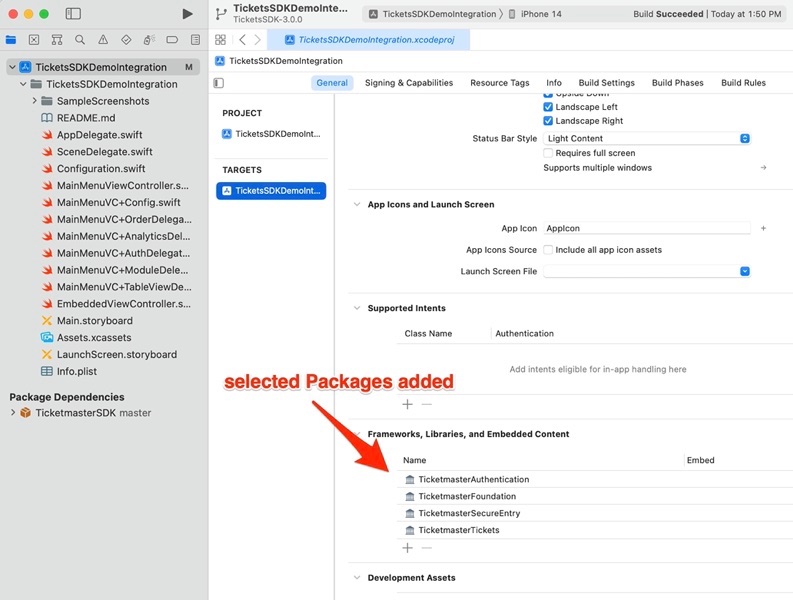 TicketsSDKDemoInte...
TicketsSDK-3.0.0
TicketsSDKDemoIntegration
iPhone 14
Build Succeeded | Today at 1:50 PM
TicketsSDKDemoIntegration.xcodeproj
TicketsSDKDemoIntegration M
TicketsSDKDemoIntegration
SampleScreenshots
README.md
AppDelegate.swift
SceneDelegate.swift
Configuration.swift
MainMenuViewController.s...
MainMenuVC+Config.swift
MainMenuVC+OrderDelega...
MainMenuVC+AnalyticsDel...
MainMenuVC+AuthDelegat...
MainMenuVC+ModuleDele...
MainMenuVC+TableViewDe...
EmbeddedViewController.s...
Main.storyboard
Assets.xcassets
LaunchScreen.storyboard
Info.plist
Package Dependencies
TicketmasterSDK master
TicketsSDKDemoIntegration
General Signing & Capabilities Resource Tags Info Build Settings Build Phases Build Rules
PROJECT
TicketsSDKDemoInt...
TARGETS
TicketsSDKDemoInt...
Upside Down
Landscape Left
Landscape Right
Status Bar Style Light Content
Requires full screen
Supports multiple windows
App Icons and Launch Screen
App Icon AppIcon
App Icons Source Include all app icon assets
Launch Screen File
Supported Intents
Class Name Authentication
Add intents eligible for in-app handling here
selected Packages added
Frameworks, Libraries, and Embedded Content
Name Embed
TicketmasterAuthentication
TicketmasterFoundation
TicketmasterSecureEntry
TicketmasterTickets
Development Assets